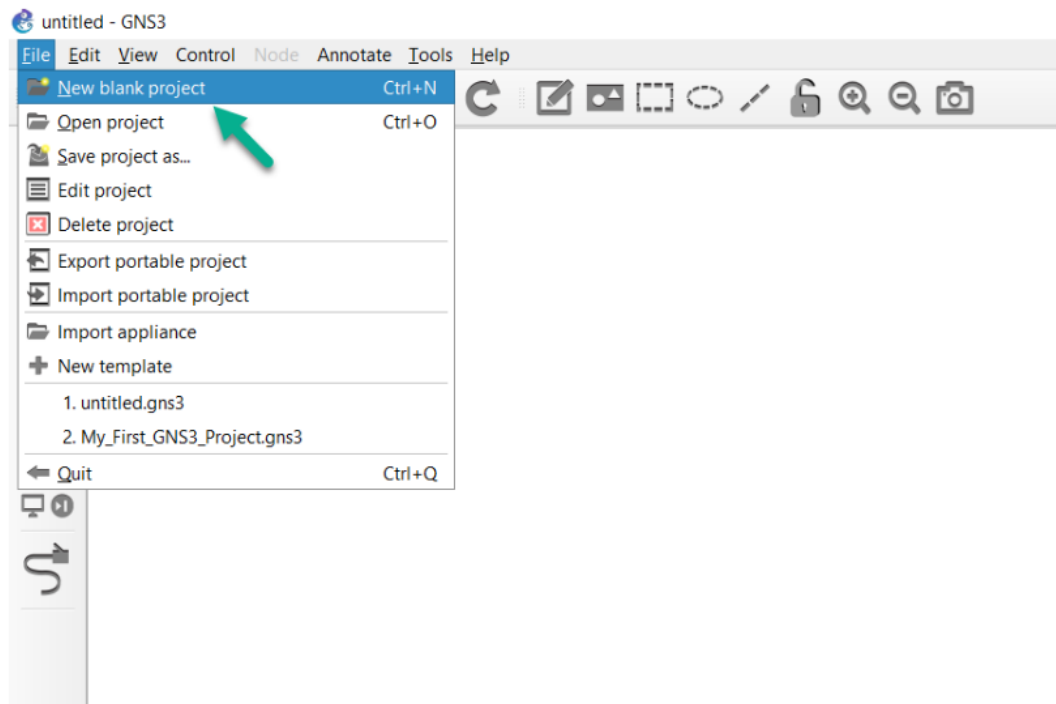 untitled - GNS3
File Edit View Control Node Annotate Tools Help
New blank project Ctrl+N
Open project Ctrl+O
Save project as...
Edit project
Delete project
Export portable project
Import portable project
Import appliance
New template
1. untitled.gns3
2. My_First_GNS3_Project.gns3
Quit Ctrl+Q